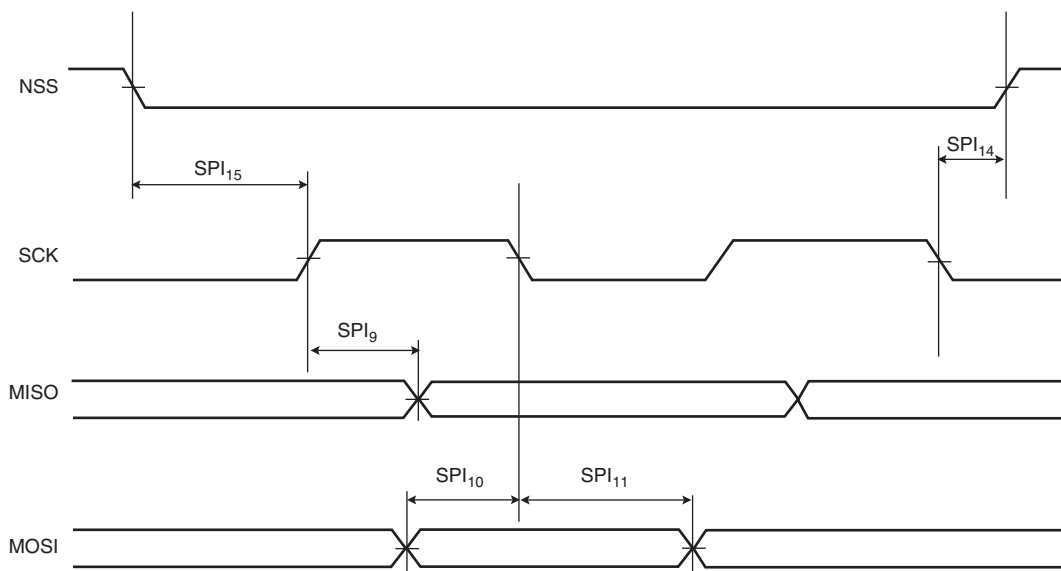 NSS
SPI₁₄
SPI₁₅
SCK
SPI₉
MISO
SPI₁₀ SPI₁₁
MOSI